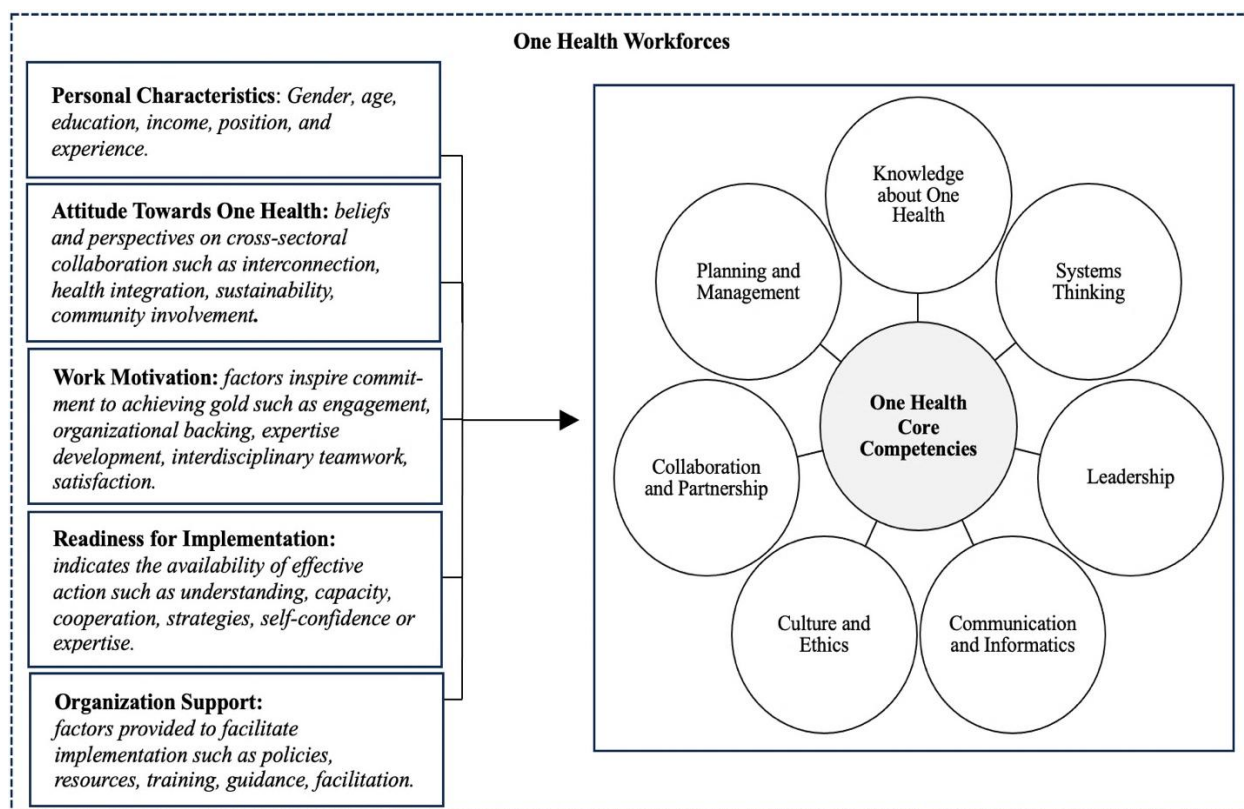 One Health Workforces
Personal Characteristics: Gender, age,
education, income, position, and
experience.
Attitude Towards One Health: beliefs
and perspectives on cross-sectoral
collaboration such as interconnection,
health integration, sustainability,
community involvement.
Work Motivation: factors inspire commit-
ment to achieving gold such as engagement,
organizational backing, expertise
development, interdisciplinary teamwork,
satisfaction.
Readiness for Implementation:
indicates the availability of effective
action such as understanding, capacity,
cooperation, strategies, self-confidence or
expertise.
Organization Support:
factors provided to facilitate
implementation such as policies,
resources, training, guidance, facilitation.
Knowledge
about One
Health
Planning and
Management
Systems
Thinking
One Health
Core
Competencies
Collaboration
and Partnership
Leadership
Culture and
Ethics
Communication
and Informatics